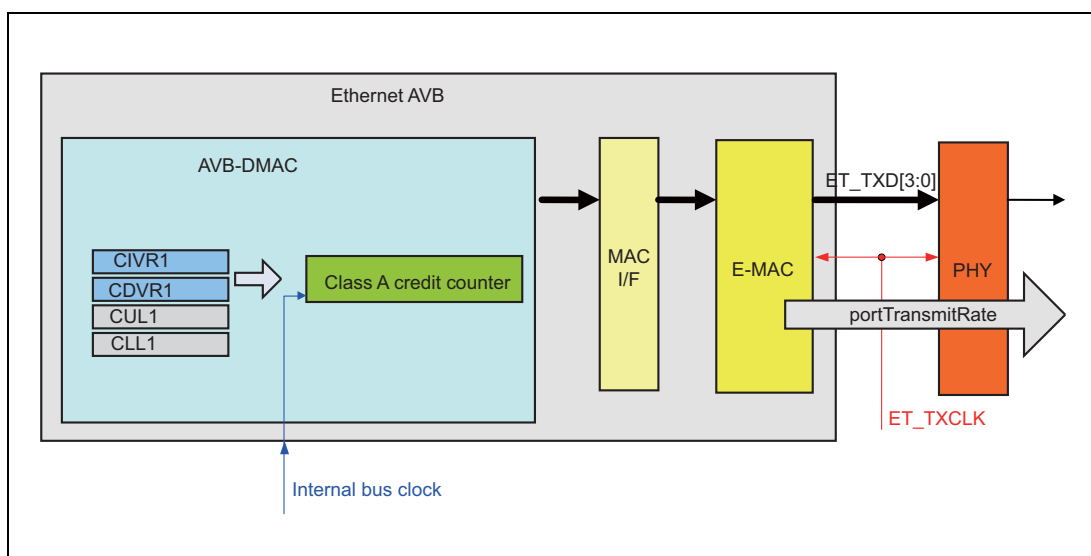 Ethernet AVB
AVB-DMAC
CIVR1
CDVR1
CUL1
CLL1
Class A credit counter
MAC
I/F
E-MAC
ET_TXD[3:0]
PHY
portTransmitRate
ET_TXCLK
Internal bus clock